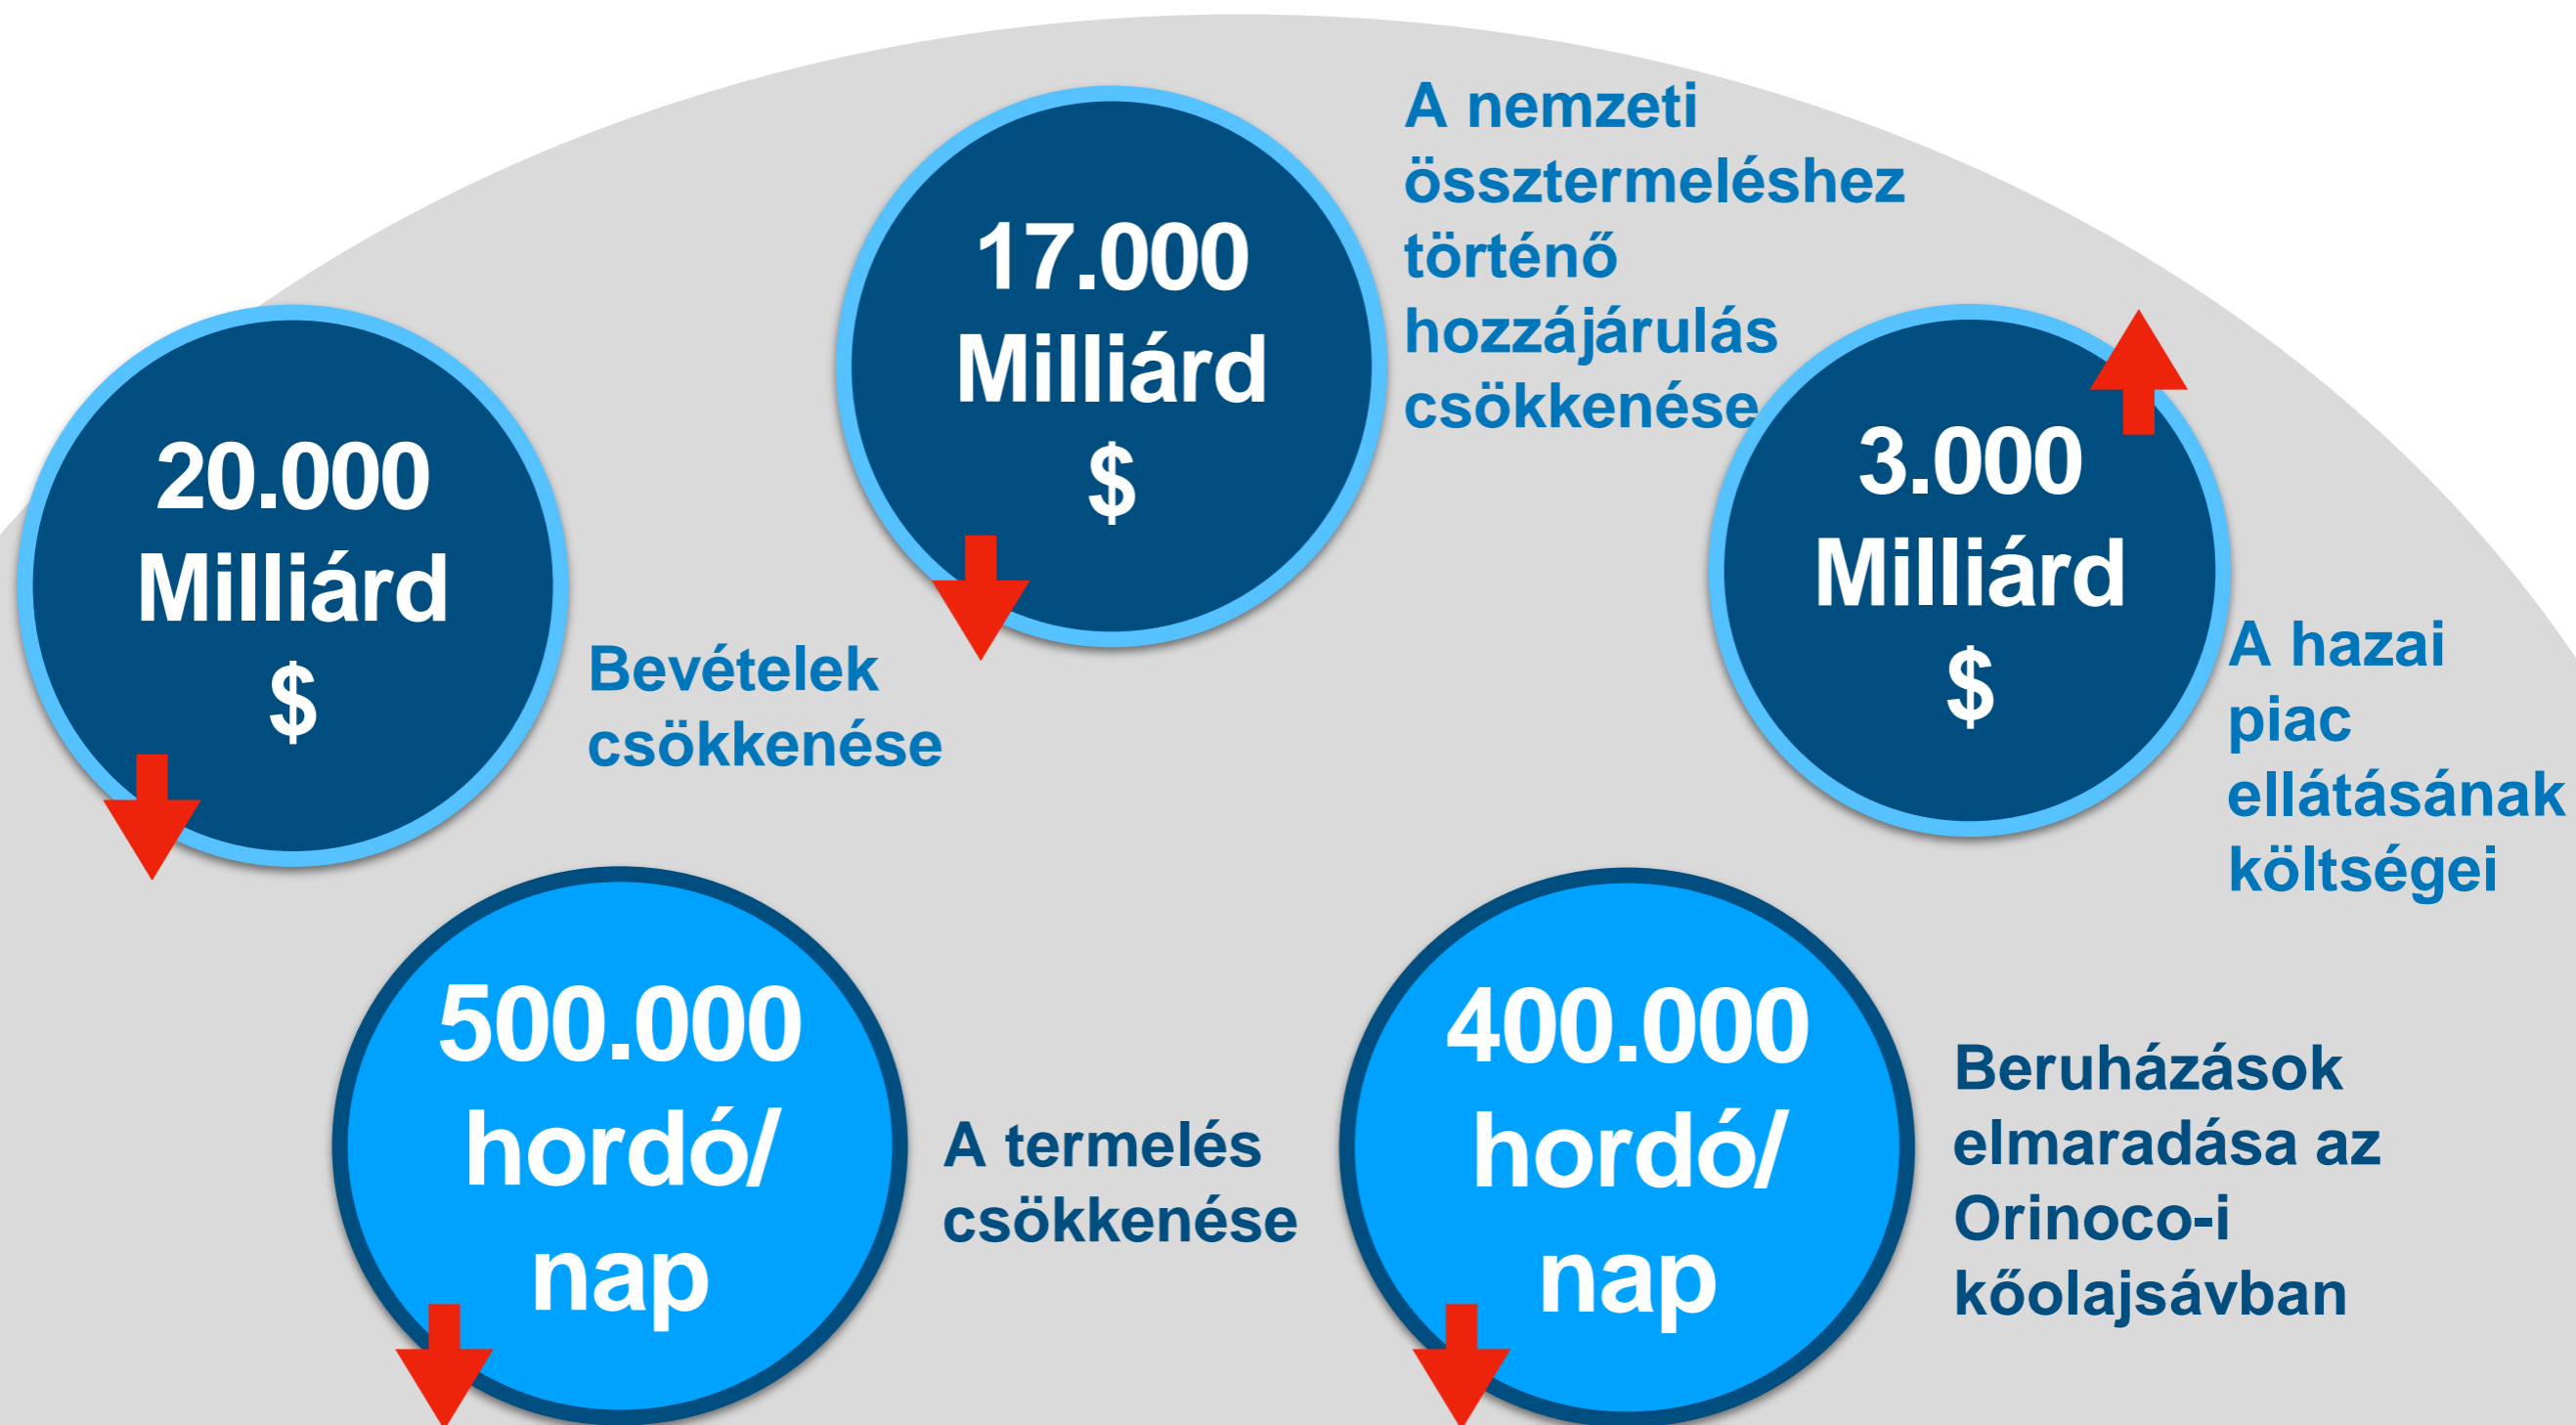 20.000
Milliárd
$
Bevételek
csökkenése
17.000
Milliárd
$
A nemzeti
össztermeléshez
történő
hozzájárulás
csökkenése
3.000
Milliárd
$
A hazai
piac
ellátásának
költségei
500.000
hordó/
nap
A termelés
csökkenése
400.000
hordó/
nap
Beruházások
elmaradása az
Orinoco-i
kőolajsávban